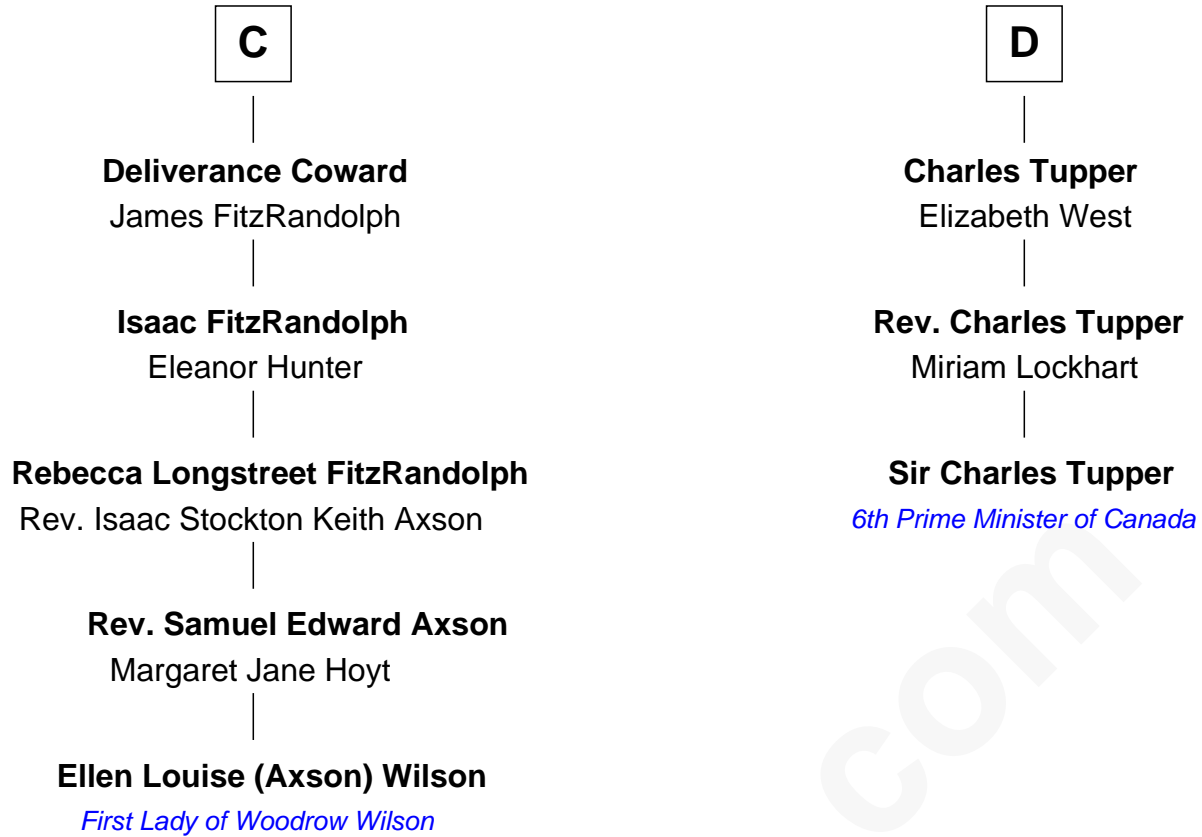 C
Deliverance Coward
James FitzRandolph
Isaac FitzRandolph
Eleanor Hunter
Rebecca Longstreet FitzRandolph
Rev. Isaac Stockton Keith Axson
Rev. Samuel Edward Axson
Margaret Jane Hoyt
Ellen Louise (Axson) Wilson
First Lady of Woodrow Wilson
D
Charles Tupper
Elizabeth West
Rev. Charles Tupper
Miriam Lockhart
Sir Charles Tupper
6th Prime Minister of Canada
com